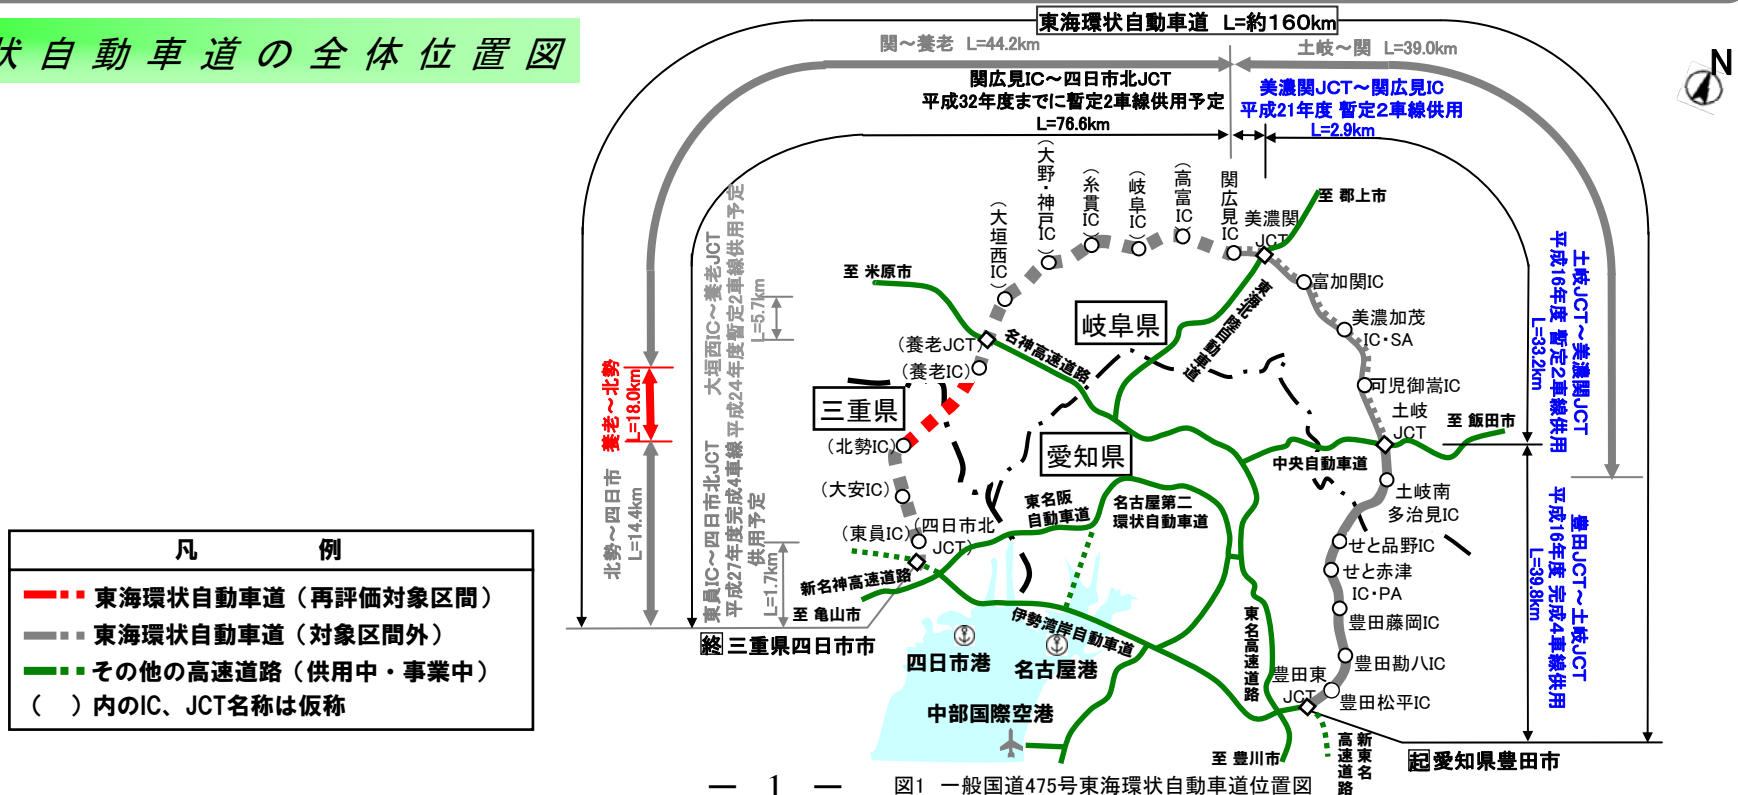 状自動車道の全体位置図
東海環状自動車道 L=約160km
関～養老 L=44.2km
土岐～関 L=39.0km
N
関広見IC～四日市北JCT
平成32年度までに暫定2車線供用予定
L=76.6km
美濃関JCT～関広見IC
平成21年度 暫定2車線供用
L=2.9km
(大垣西IC)
(大野・神戸IC)
(糸貫IC)
(岐阜IC)
(高富IC)
関広見IC
美濃関
JCT
至 郡上市
富加関IC
美濃加茂
IC・SA
可児御嵩IC
土岐
JCT
至 飯田市
中央自動車道
土岐南
多治見IC
せと品野IC
せと赤津
IC・PA
豊田藤岡IC
豊田勘八IC
豊田松平IC
豊田東
JCT
土岐JCT～美濃関JCT
平成16年度 暫定2車線供用
L=33.2km
豊田JCT～土岐JCT
平成16年度 完成4車線供用
L=39.8km
至 米原市
名神高速道路
東海北陸自動車道
岐阜県
三重県
愛知県
(養老JCT)
(養老IC)
(北勢IC)
(大安IC)
(東員IC)
(四日市北
JCT)
大垣西IC～養老JCT
平成24年度暫定2車線供用予定
L=5.7km
東員IC～四日市北JCT
平成27年度完成4車線
供用予定
L=1.7km
養老～北勢
L=18.0km
北勢～四日市
L=14.4km
東名阪
自動車道
名古屋第二
環状自動車道
新名神高速道路
至 亀山市
伊勢湾岸自動車道
東名高速道路
四日市港
名古屋港
中部国際空港
至 豊川市
新東名
高速道路
終 三重県四日市市
起 愛知県豊田市
凡 例
東海環状自動車道（再評価対象区間）
東海環状自動車道（対象区間外）
その他の高速道路（供用中・事業中）
（ ）内のIC、JCT名称は仮称
― 1 ―
図1 一般国道475号東海環状自動車道位置図